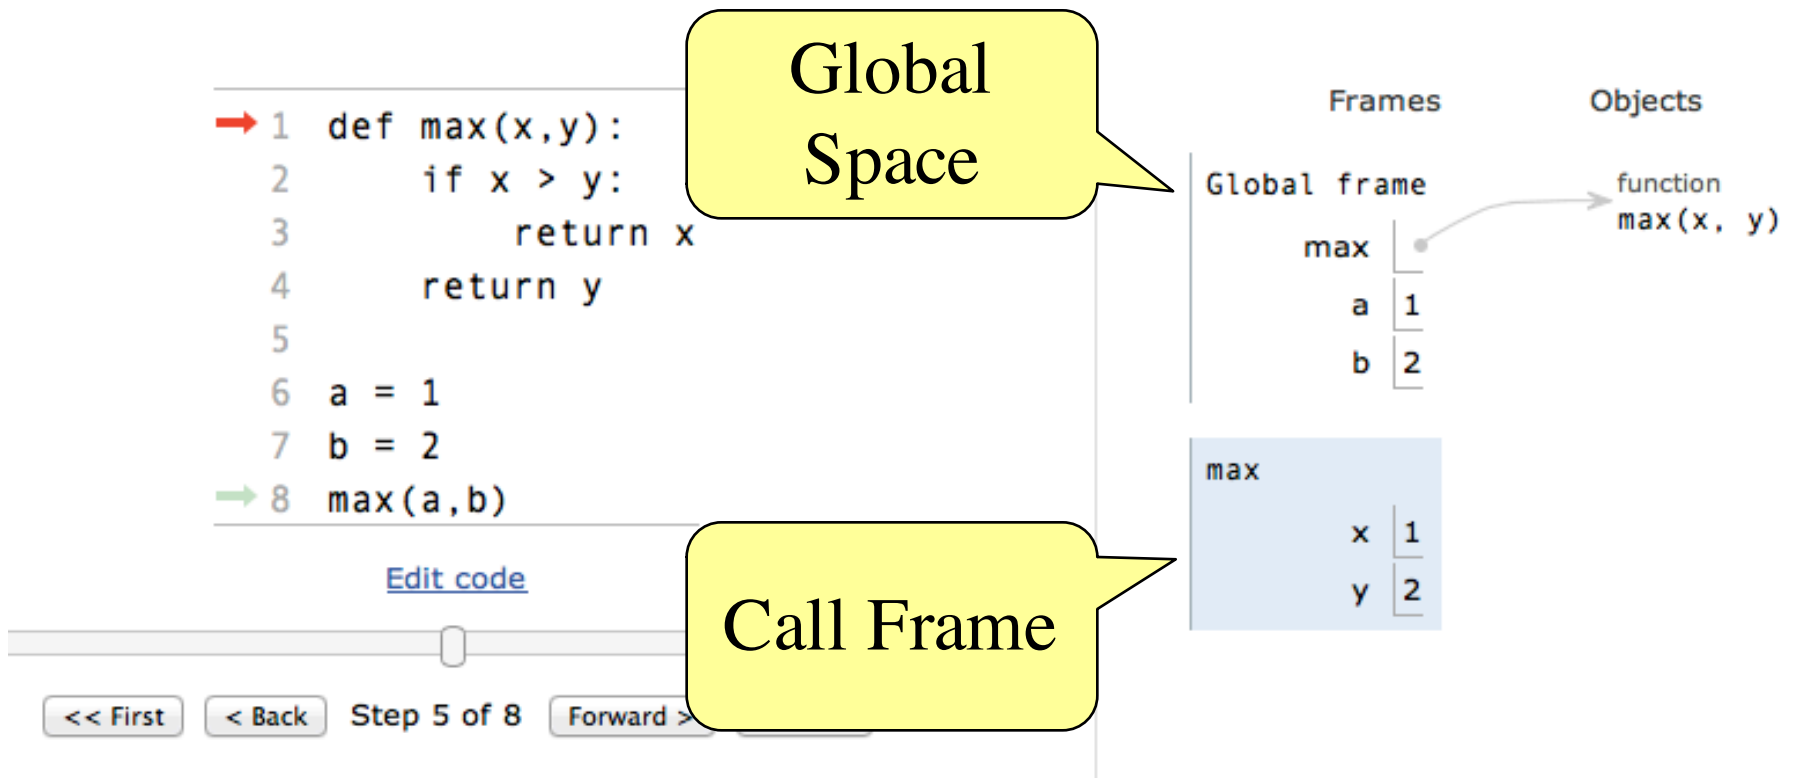 Global
Space
Frames Objects
1 def max(x,y):
2 if x > y:
3 return x
4 return y
5
6 a = 1
7 b = 2
8 max(a,b)
Edit code
<< First < Back Step 5 of 8 Forward >
Global frame
max
a 1
b 2
function
max(x, y)
max
x 1
y 2
Call Frame